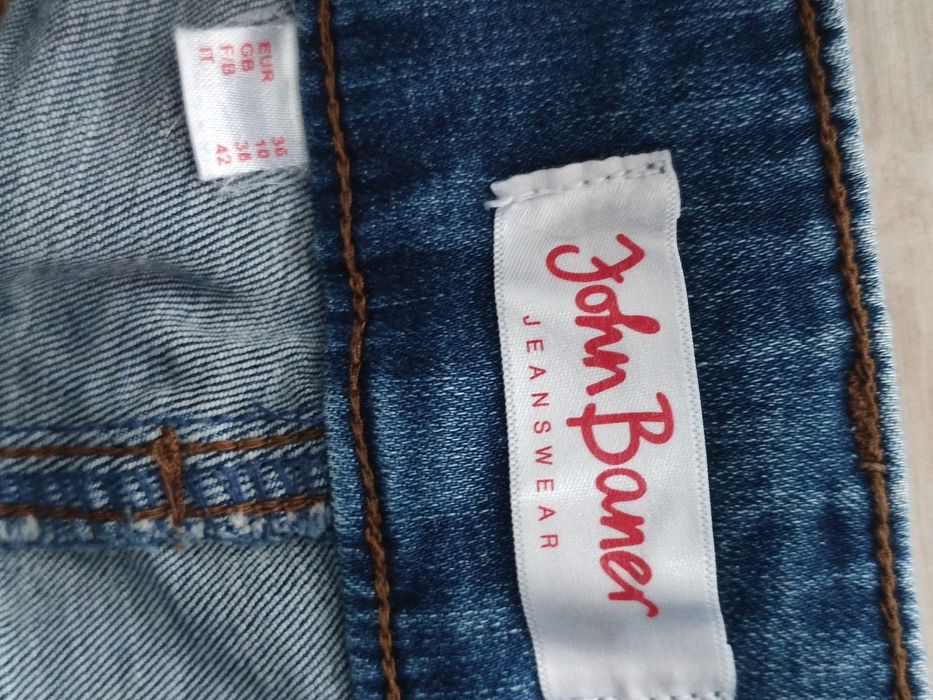 EUR 36
GB 10
F/B 38
IT 42
John Baner
JEANSWEAR